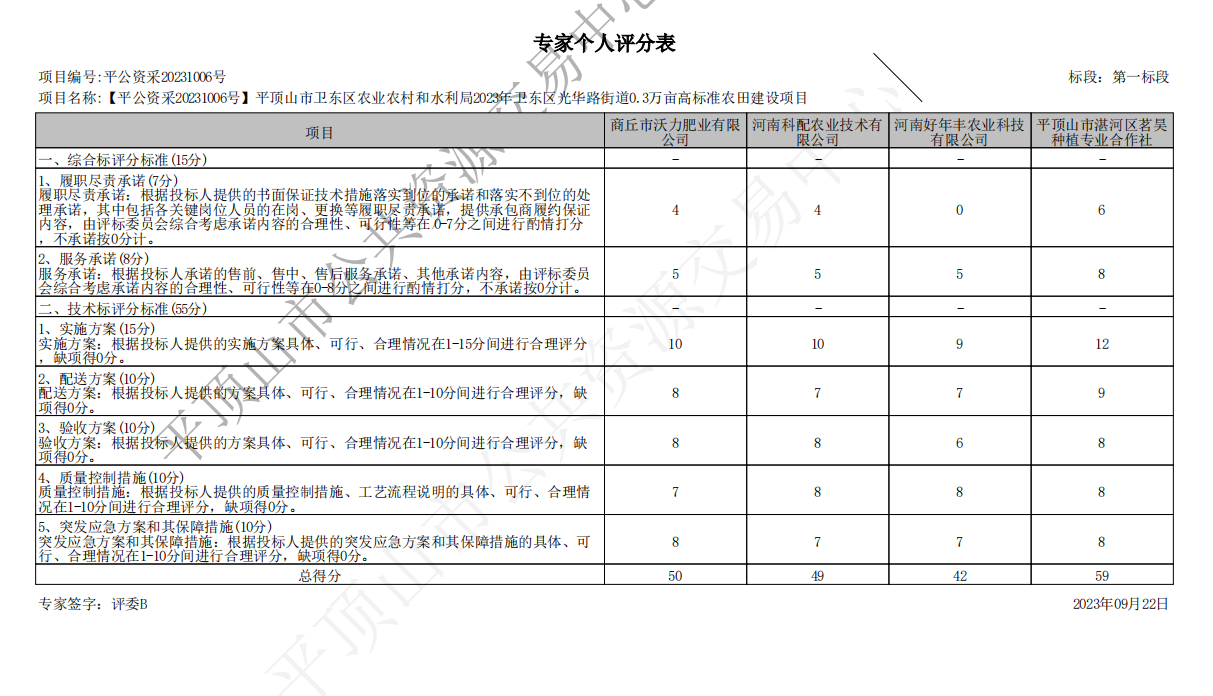 专家个人评分表
项目编号:平公资采20231006号
标段：第一标段
项目名称:【平公资采20231006号】平顶山市卫东区农业农村和水利局2023年卫东区光华路街道0.3万亩高标准农田建设项目
项目
商丘市沃力肥业有限
公司
河南科配农业技术有
限公司
河南好年丰农业科技
有限公司
平顶山市湛河区茗昊
种植专业合作社
一、综合标评分标准(15分)
-
-
-
-
1、履职尽责承诺(7分)
履职尽责承诺：根据投标人提供的书面保证技术措施落实到位的承诺和落实不到位的处
理承诺，其中包括各关键岗位人员的在岗、更换等履职尽责承诺，提供承包商履约保证
内容，由评标委员会综合考虑承诺内容的合理性、可行性等在0-7分之间进行酌情打分
，不承诺按0分计。
4
4
0
6
2、服务承诺(8分)
服务承诺：根据投标人承诺的售前、售中、售后服务承诺、其他承诺内容，由评标委员
会综合考虑承诺内容的合理性、可行性等在0-8分之间进行酌情打分，不承诺按0分计。
5
5
5
8
二、技术标评分标准(55分)
-
-
-
-
1、实施方案(15分)
实施方案：根据投标人提供的实施方案具体、可行、合理情况在1-15分间进行合理评分
，缺项得0分。
10
10
9
12
2、配送方案(10分)
配送方案：根据投标人提供的方案具体、可行、合理情况在1-10分间进行合理评分，缺
项得0分。
8
7
7
9
3、验收方案(10分)
验收方案：根据投标人提供的方案具体、可行、合理情况在1-10分间进行合理评分，缺
项得0分。
8
8
6
8
4、质量控制措施(10分)
质量控制措施：根据投标人提供的质量控制措施、工艺流程说明的具体、可行、合理情
况在1-10分间进行合理评分，缺项得0分。
7
8
8
8
5、突发应急方案和其保障措施(10分)
突发应急方案和其保障措施：根据投标人提供的突发应急方案和其保障措施的具体、可
行、合理情况在1-10分间进行合理评分，缺项得0分。
8
7
7
8
总得分
50
49
42
59
专家签字：评委B
2023年09月22日
平顶山市公共资源交易中心
平顶山市公共资源交易中心